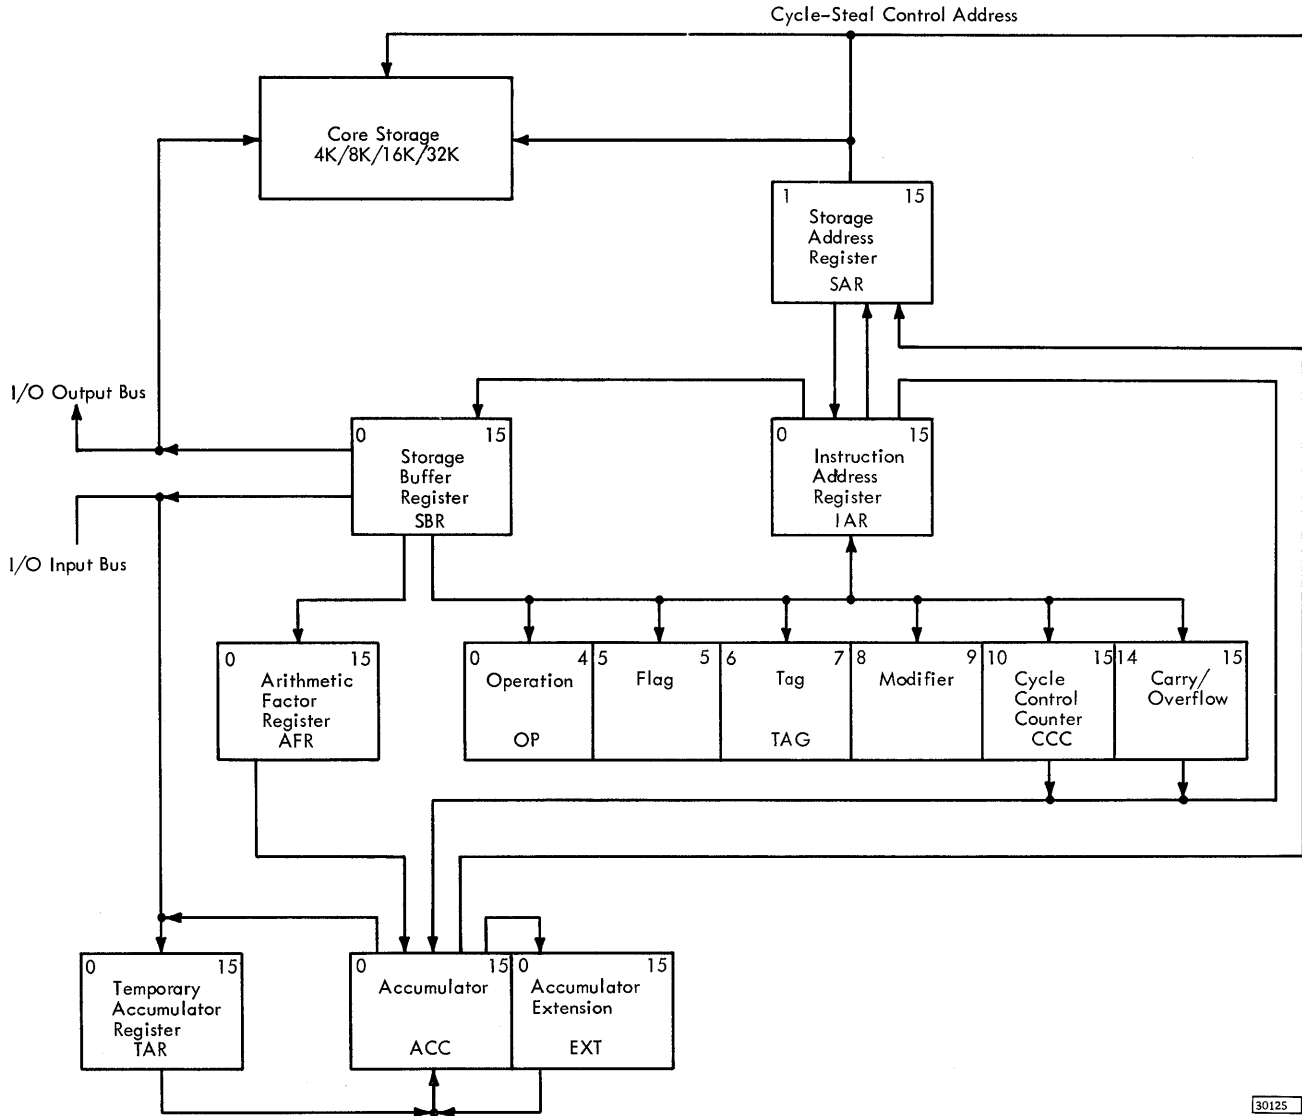 Cycle-Steal Control Address
Core Storage
4K/8K/16K/32K
1 15
Storage
Address
Register
SAR
I/O Output Bus
0 15
Storage
Buffer
Register
SBR
0 15
Instruction
Address
Register
IAR
I/O Input Bus
0 15
Arithmetic
Factor
Register
AFR
0 4
Operation
OP
5 5
Flag
6 7
Tag
TAG
8 9
Modifier
10 15
Cycle
Control
Counter
CCC
14 15
Carry/
Overflow
0 15
Temporary
Accumulator
Register
TAR
0 15
Accumulator
ACC
0 15
Accumulator
Extension
EXT
30125